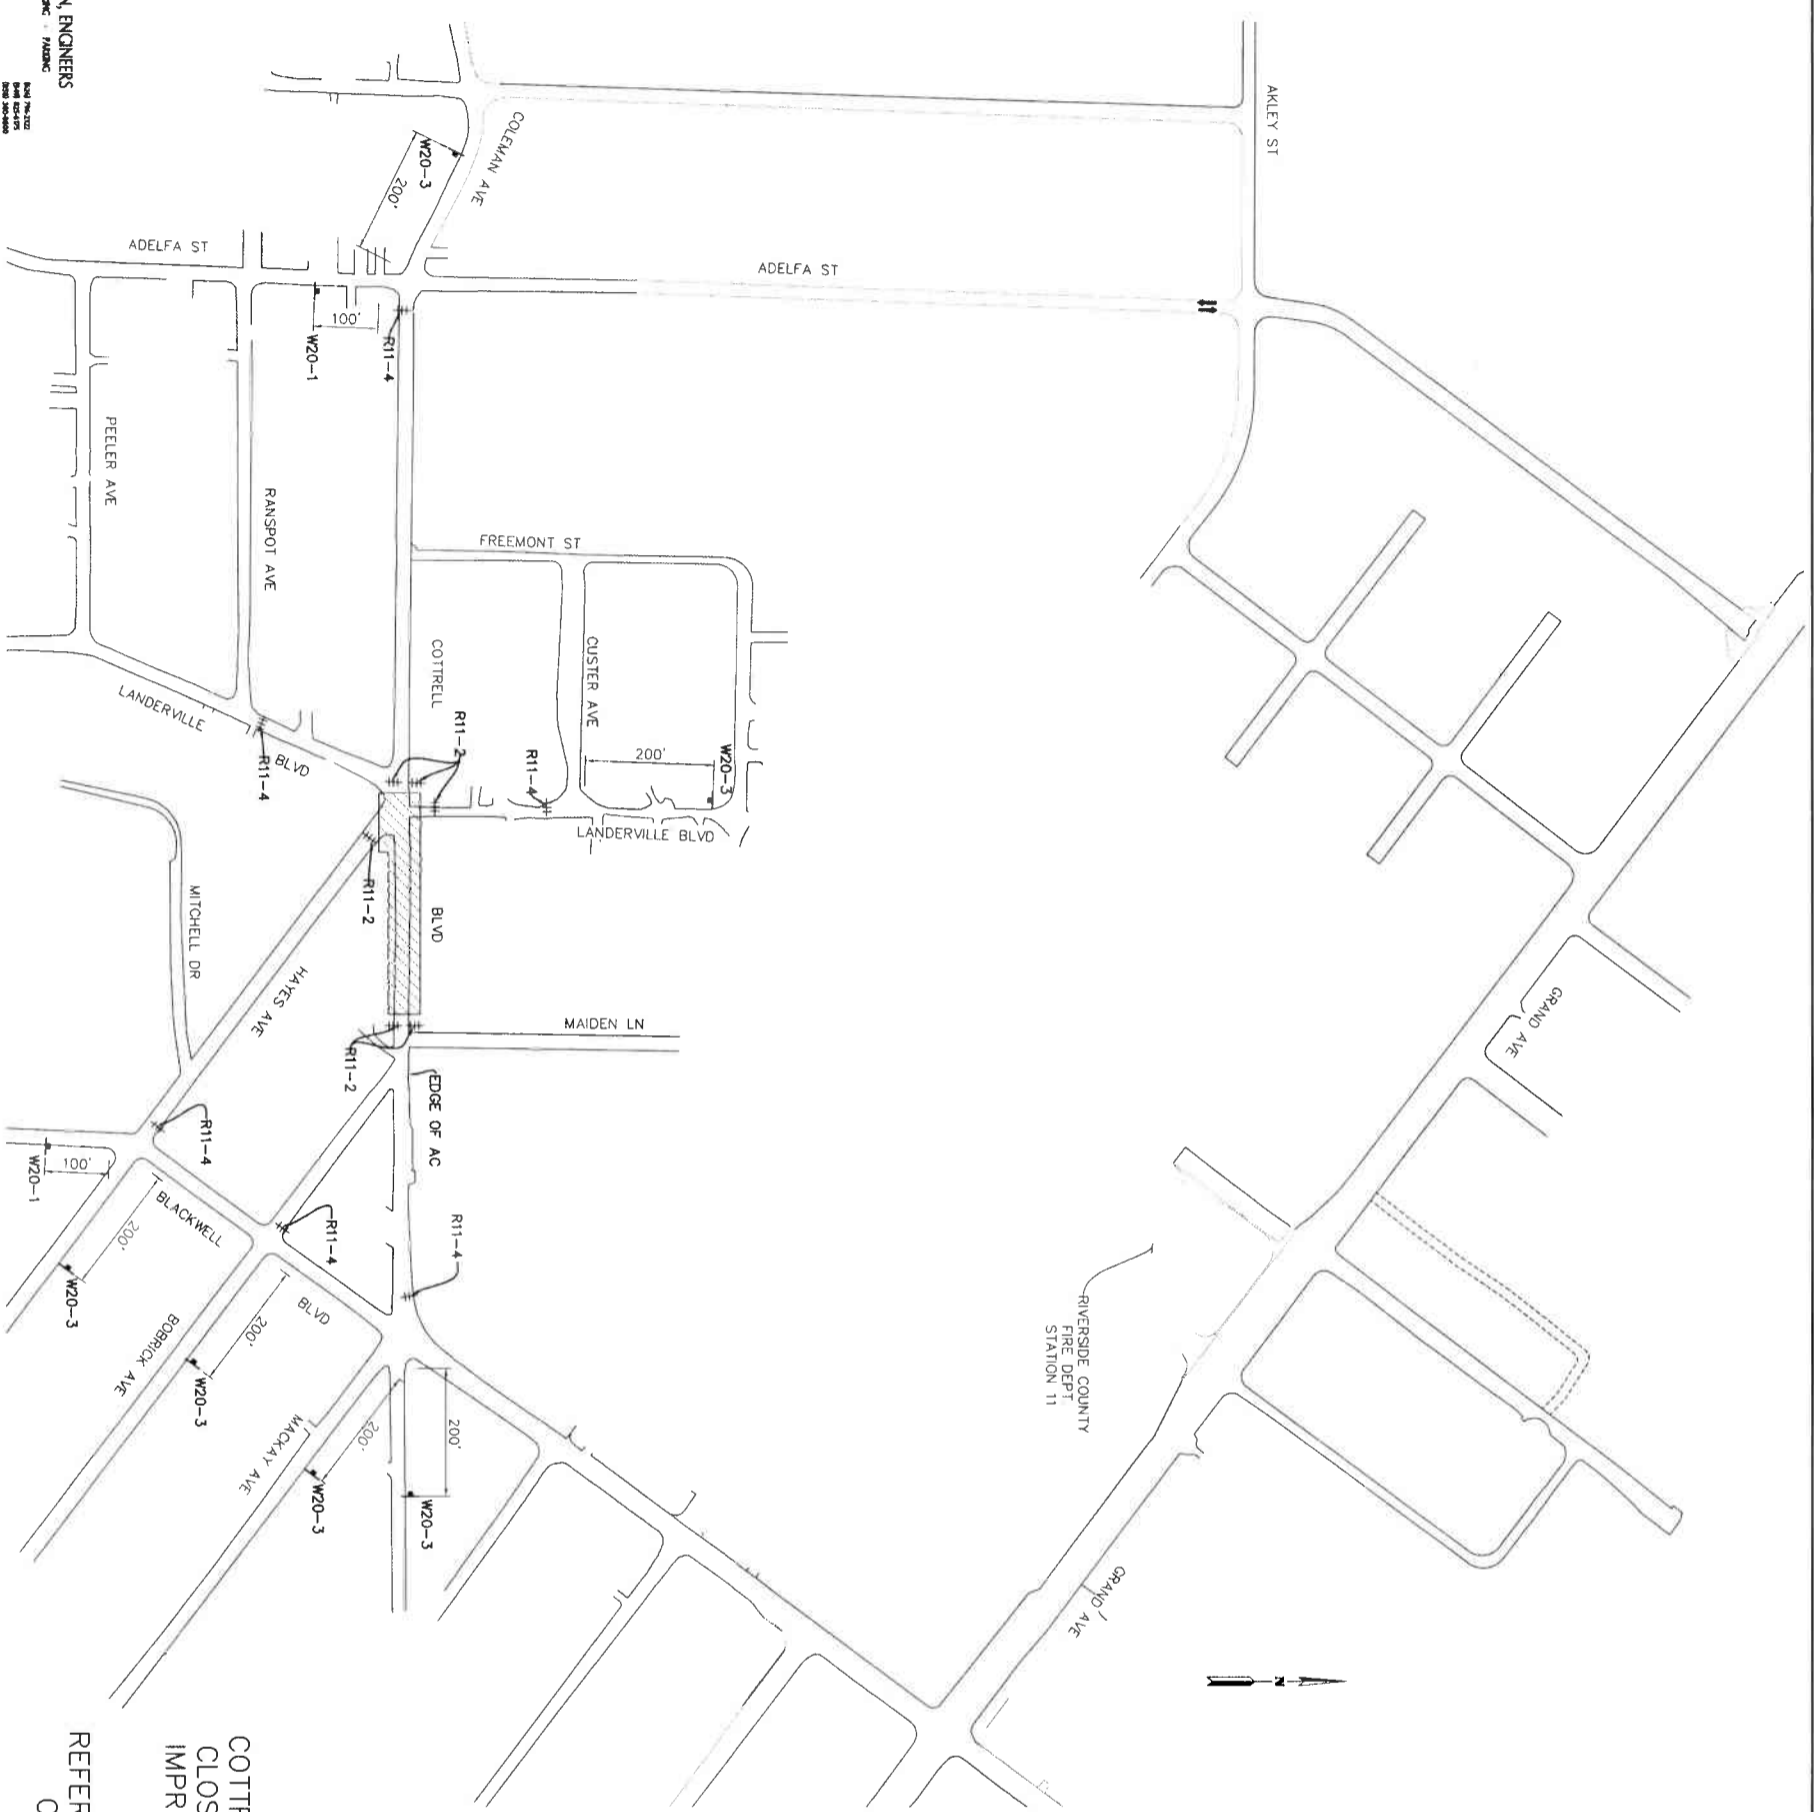 N, ENGINEERS
PARKING
AKLEY ST
COLEMAN AVE
W20-3
200'
ADELFA ST
ADELFA ST
100'
R11-4
W20-1
PEELER AVE
RANSPOT AVE
FREEMONT ST
CUSTER AVE
COTTRELL
LANDERVILLE
BLVD
R11-4
R11-2
R11-4
200'
W20-3
LANDERVILLE BLVD
R11-2
BLVD
MITCHELL DR
HAYES AVE
MAIDEN LN
R11-2
EDGE OF AC
GRAND AVE
R11-4
W20-1
100'
BLACKWELL
200'
W20-3
R11-4
R11-4
BLVD
200'
W20-3
BOBRICK AVE
MACKAY AVE
200'
W20-3
200'
W20-3
RIVERSIDE COUNTY
FIRE DEPT
STATION 11
GRAND AVE
N
COTTR
CLOS
IMPR
REFER
C